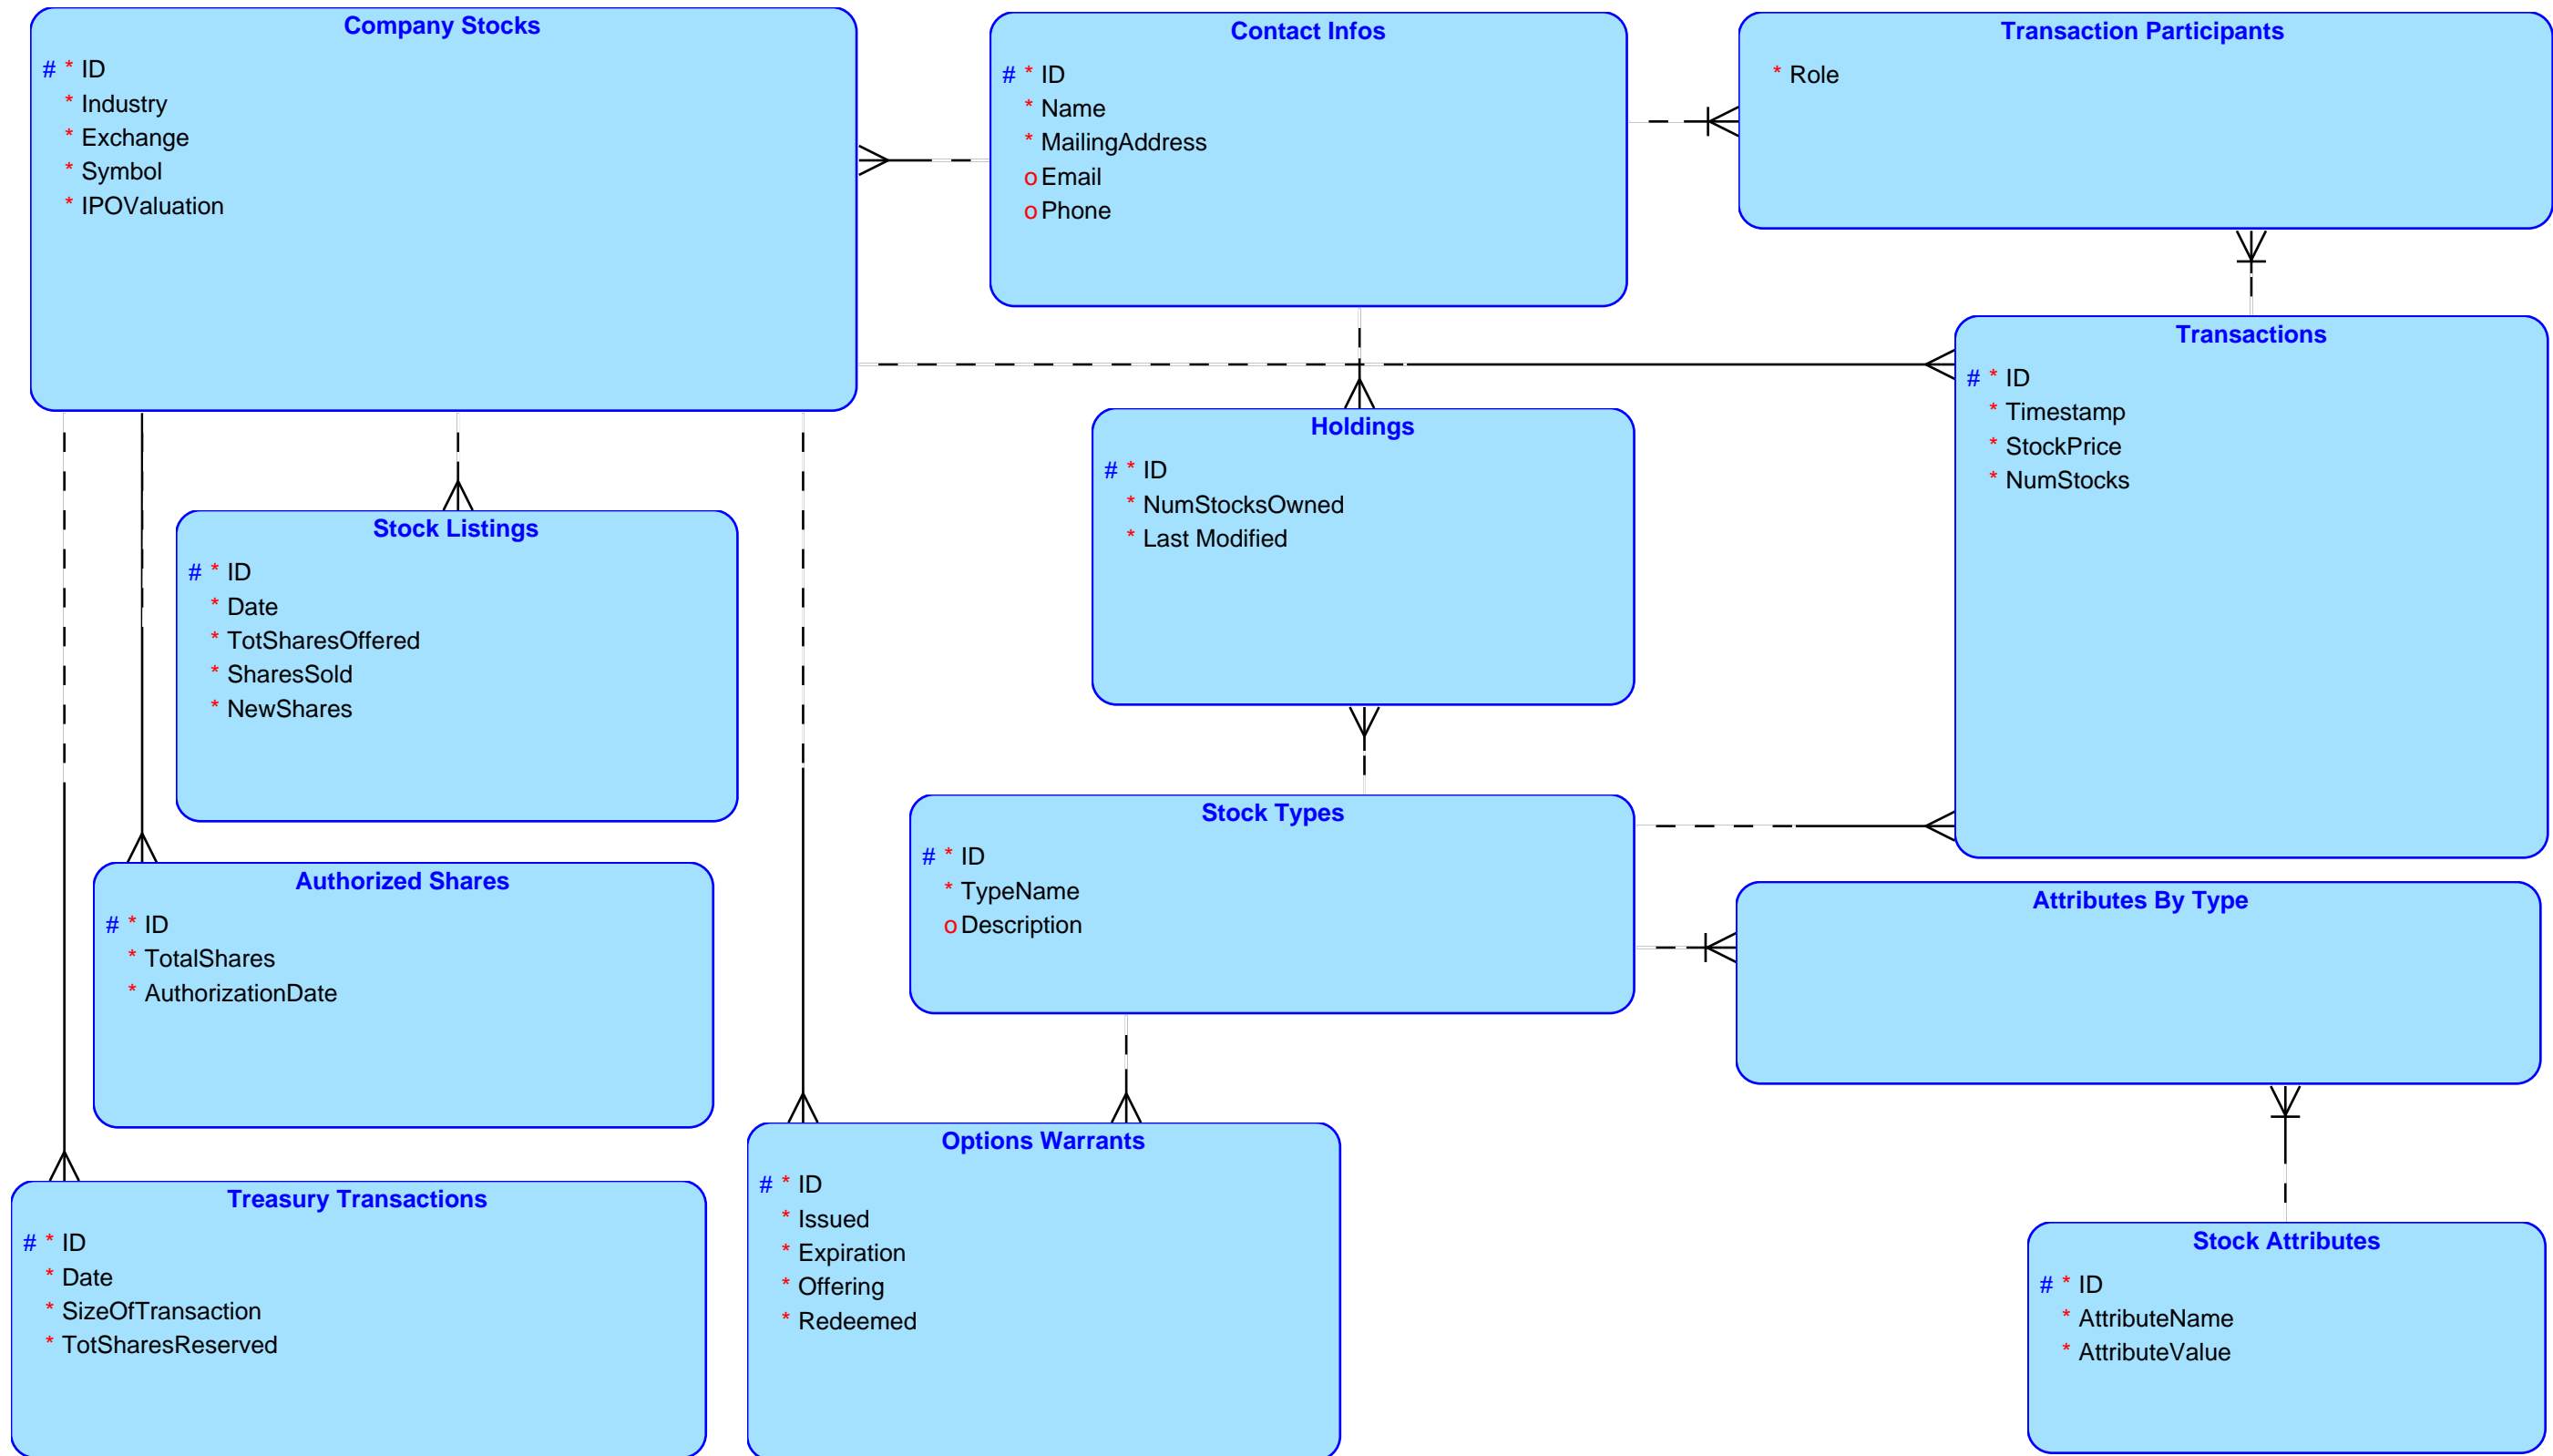 Company Stocks
# * ID
* Industry
* Exchange
* Symbol
* IPOValuation
Contact Infos
# * ID
* Name
* MailingAddress
o Email
o Phone
Transaction Participants
* Role
Transactions
# * ID
* Timestamp
* StockPrice
* NumStocks
Holdings
# * ID
* NumStocksOwned
* Last Modified
Stock Listings
# * ID
* Date
* TotSharesOffered
* SharesSold
* NewShares
Stock Types
# * ID
* TypeName
o Description
Authorized Shares
# * ID
* TotalShares
* AuthorizationDate
Attributes By Type
Options Warrants
# * ID
* Issued
* Expiration
* Offering
* Redeemed
Treasury Transactions
# * ID
* Date
* SizeOfTransaction
* TotSharesReserved
Stock Attributes
# * ID
* AttributeName
* AttributeValue